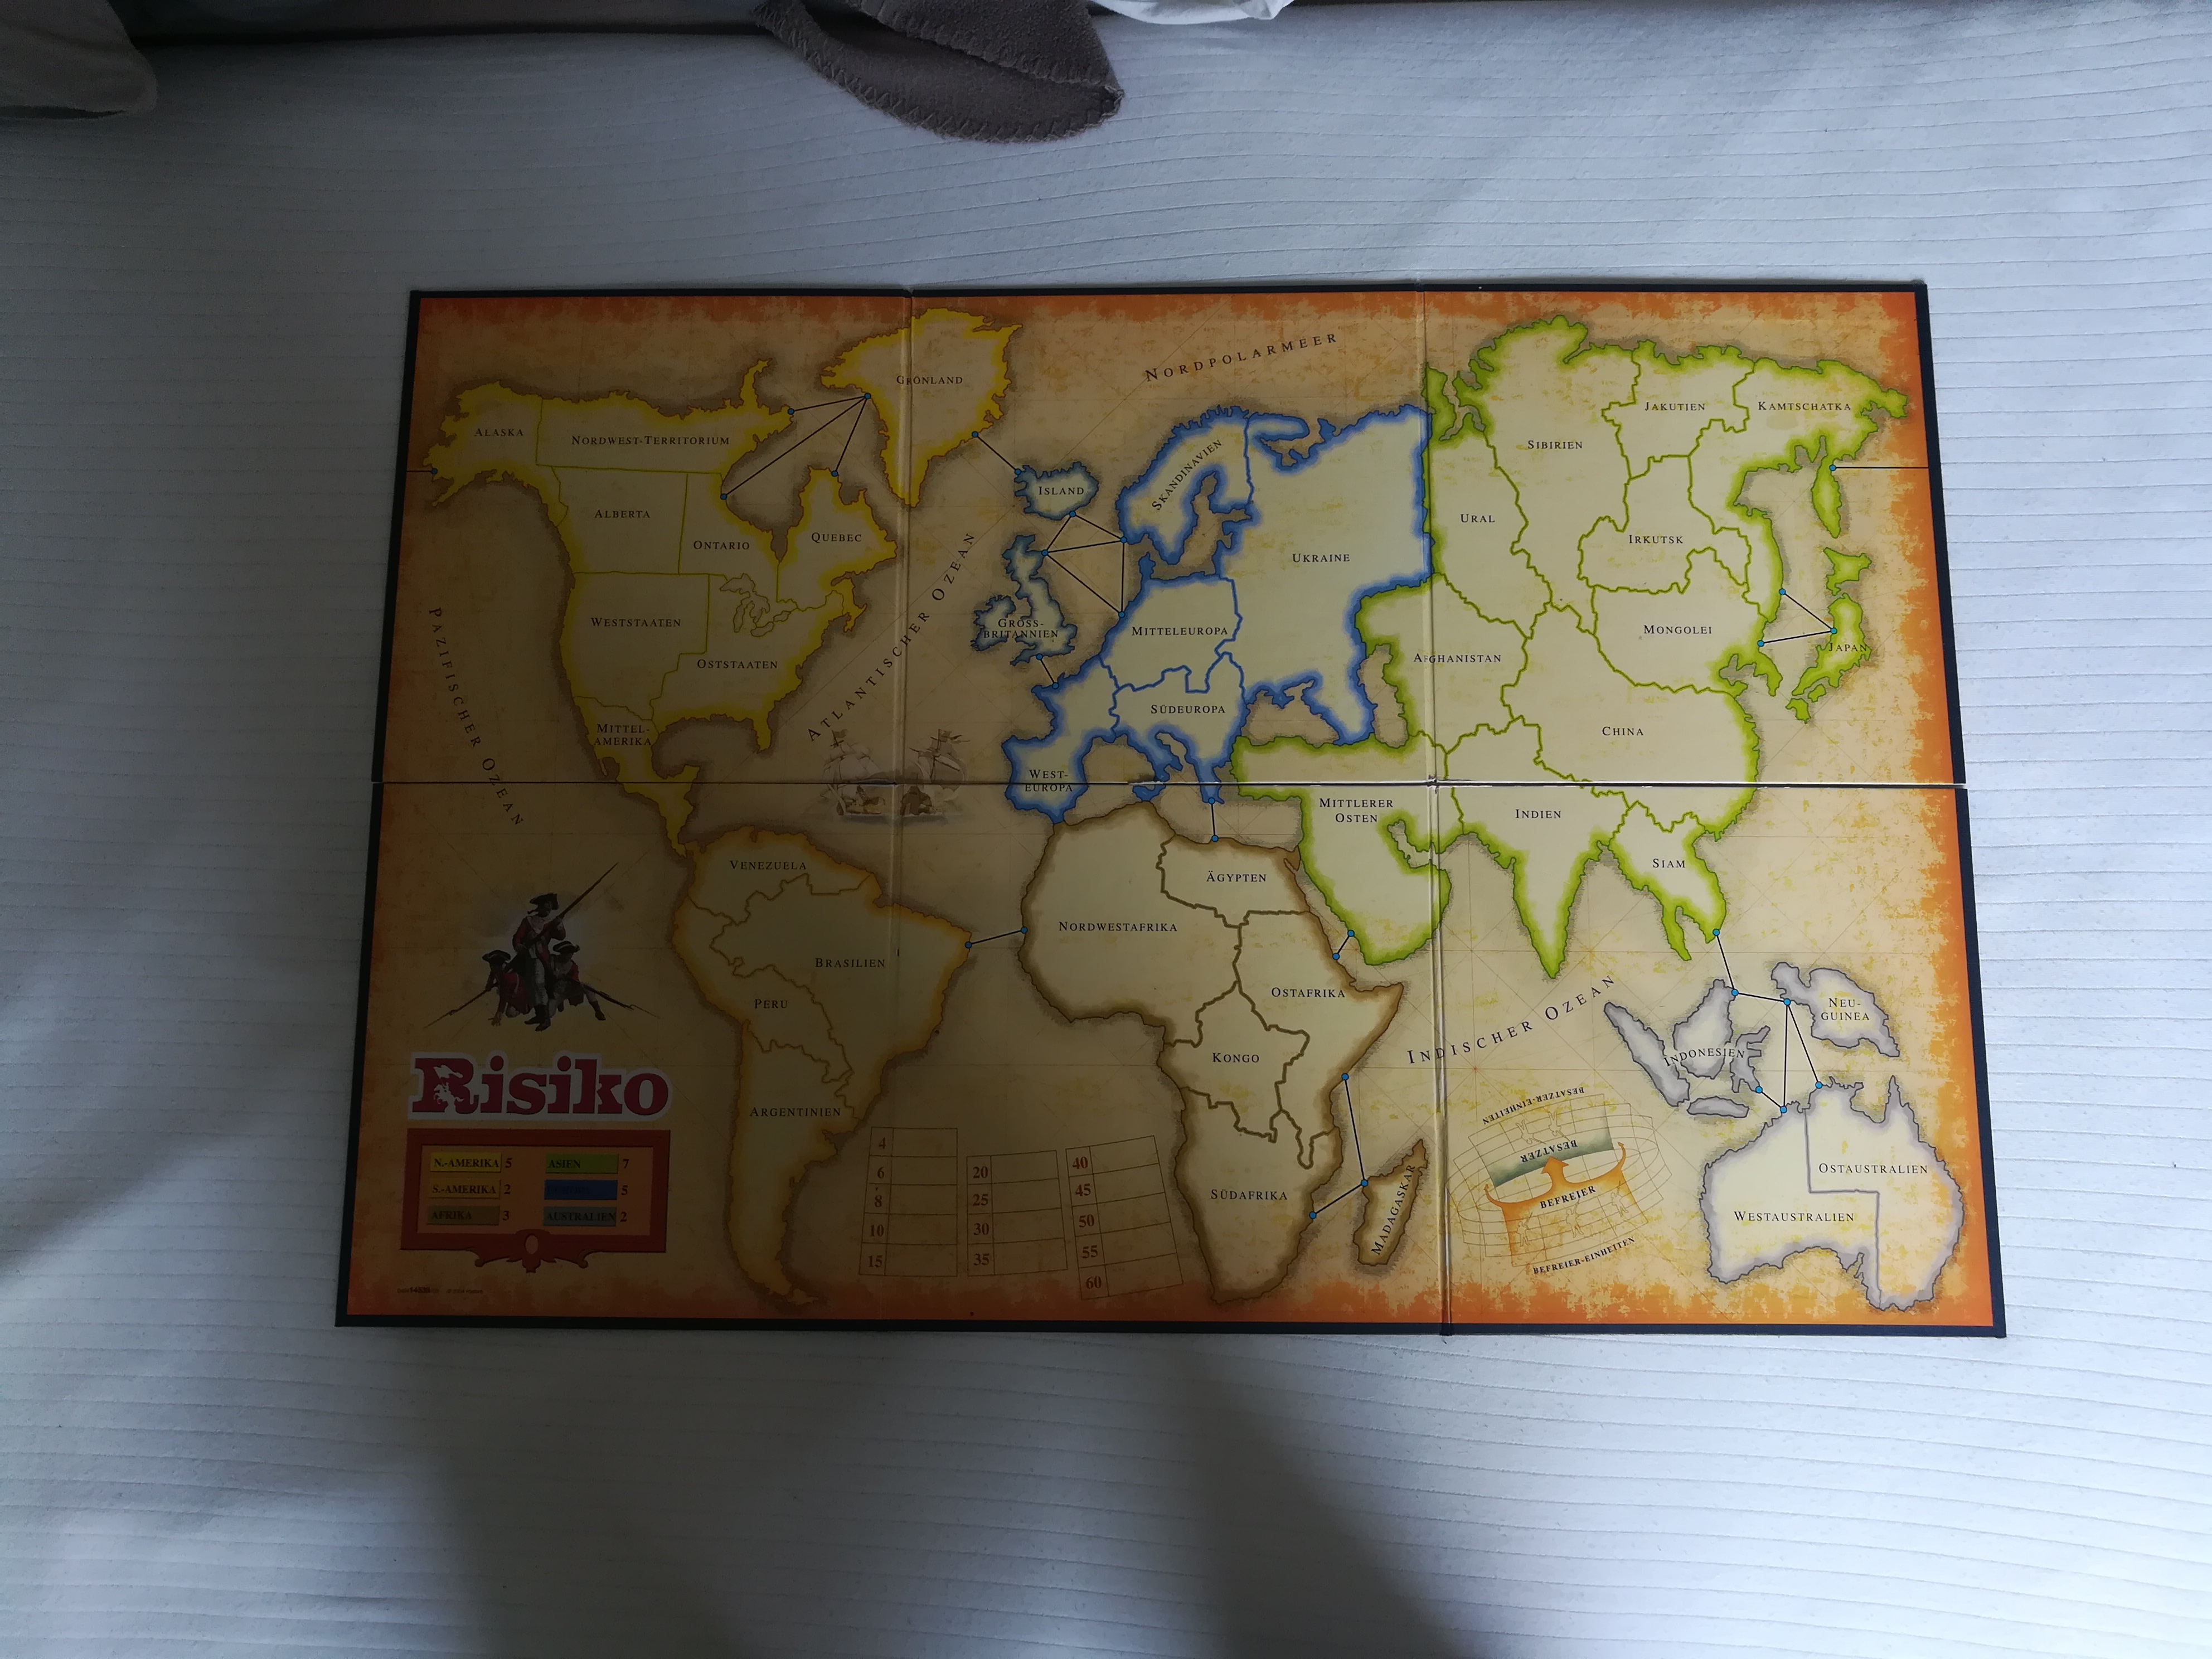 NORDPOLARMEER
GRÖNLAND
ALASKA
NORDWEST-TERRITORIUM
ALBERTA
ONTARIO
QUEBEC
WESTSTAATEN
OSTSTAATEN
MITTEL-
AMERIKA
PAZIFISCHER OZEAN
ATLANTISCHER OZEAN
ISLAND
SKANDINAVIEN
GROSS-
BRITANNIEN
MITTELEUROPA
UKRAINE
SÜDEUROPA
WEST-
EUROPA
SIBIRIEN
JAKUTIEN
KAMTSCHATKA
URAL
IRKUTSK
MONGOLEI
JAPAN
AFGHANISTAN
CHINA
MITTLERER
OSTEN
INDIEN
SIAM
VENEZUELA
BRASILIEN
PERU
ARGENTINIEN
ÄGYPTEN
NORDWESTAFRIKA
OSTAFRIKA
KONGO
SÜDAFRIKA
MADAGASKAR
INDISCHER OZEAN
INDONESIEN
NEU-
GUINEA
WESTAUSTRALIEN
OSTAUSTRALIEN
Risiko
N.-AMERIKA 5
ASIEN 7
S.-AMERIKA 2
5
AFRIKA 3
AUSTRALIEN 2
4
6
8
10
15
20
25
30
35
40
45
50
55
60
BESATZER-EINHEITEN
BESATZER
BEFREIER
BEFREIER-EINHEITEN